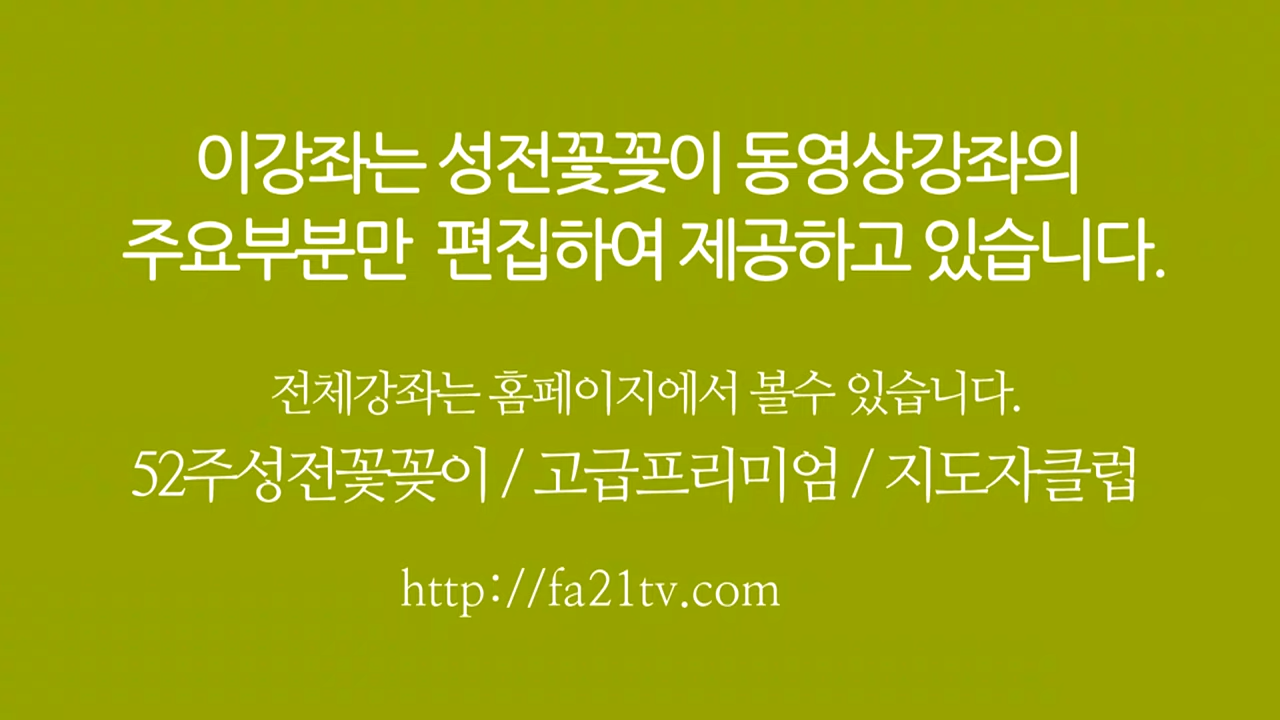 이강좌는 성전꽃꽂이 동영상강좌의
주요부분만 편집하여 제공하고 있습니다.
전체강좌는 홈페이지에서 볼수 있습니다.
52주성전꽃꽂이 / 고급프리미엄 / 지도자클럽
http://fa21tv.com